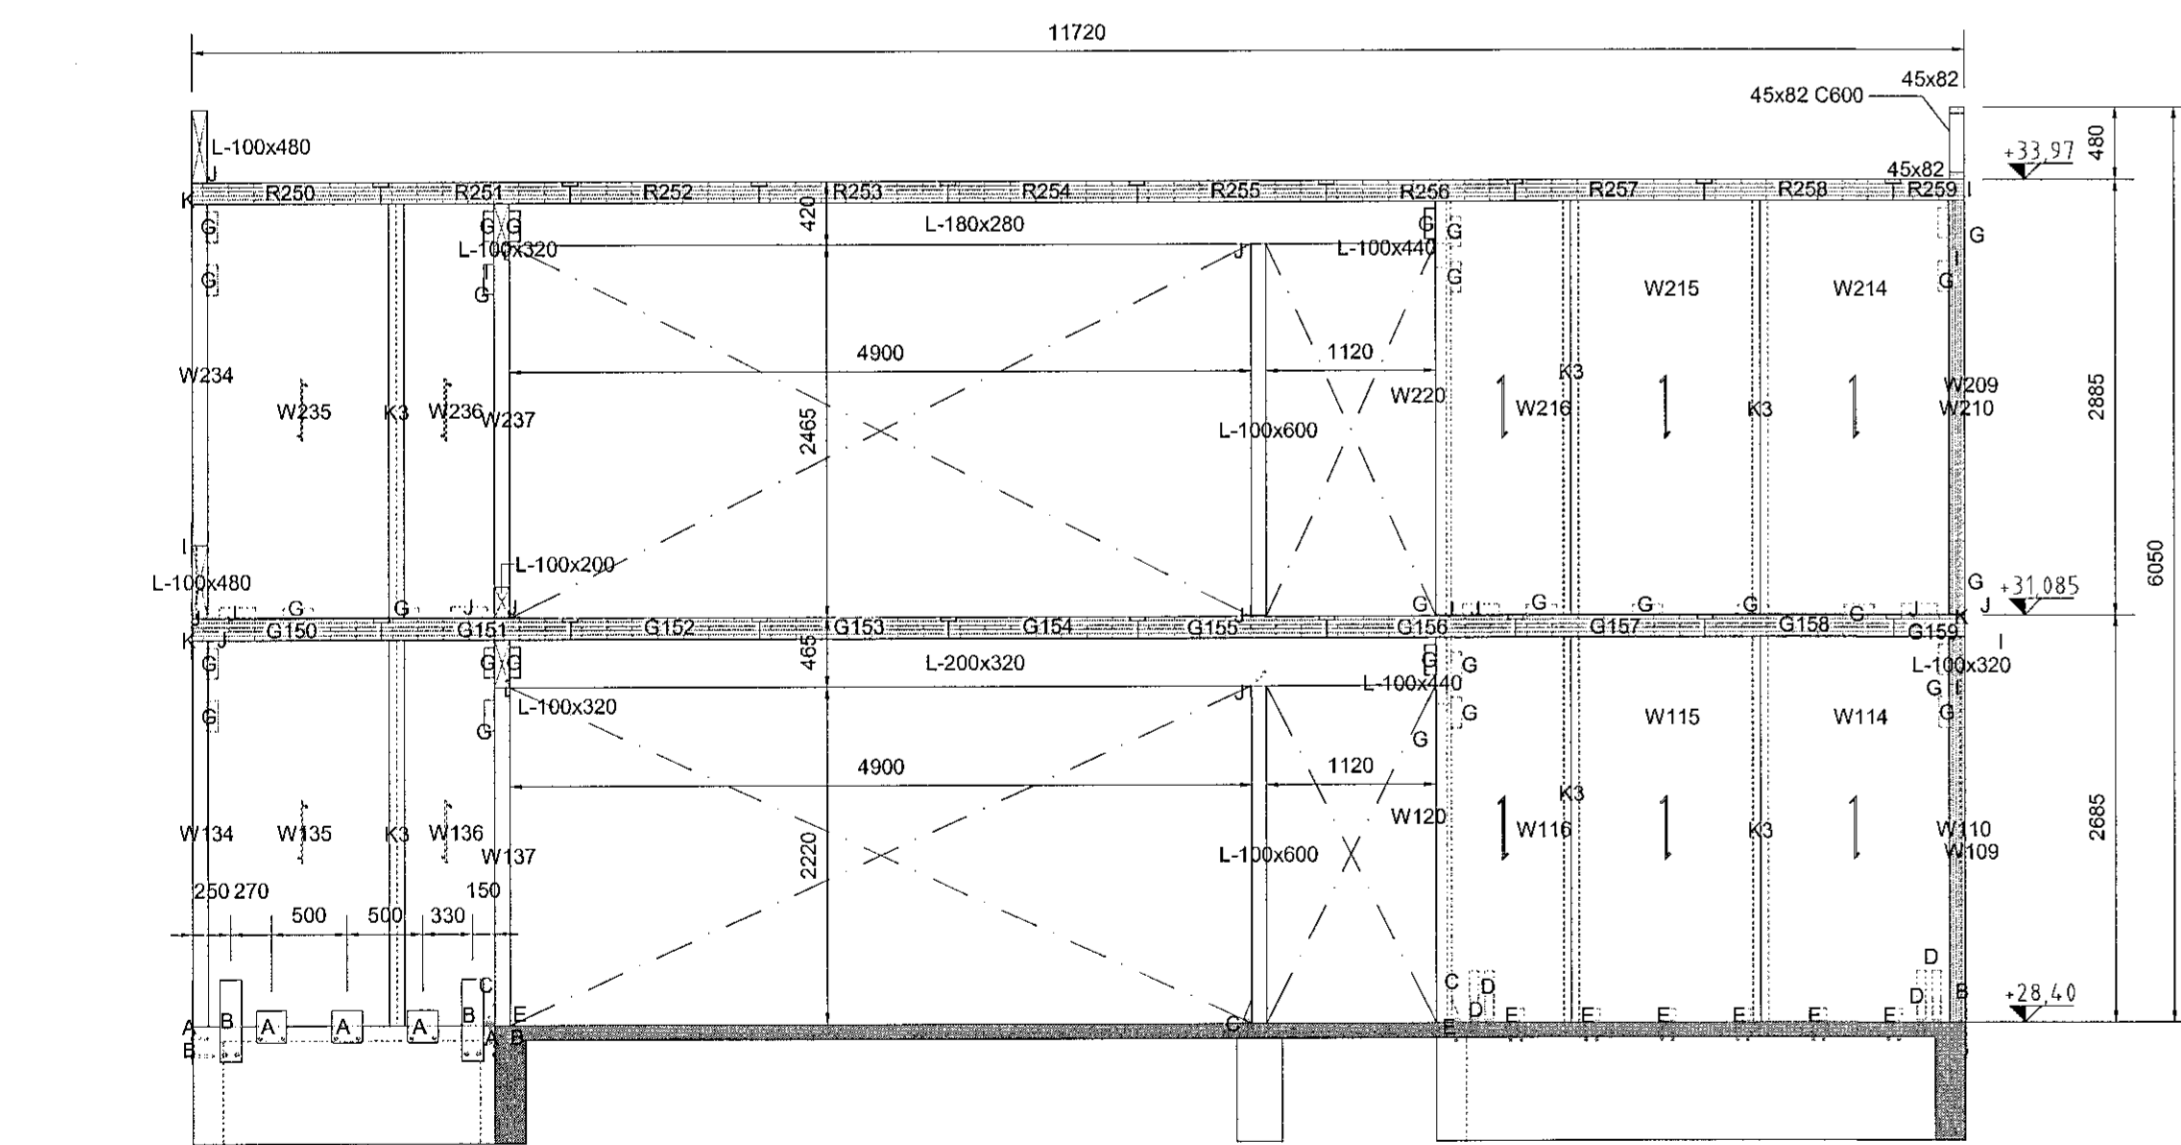 11720
45x82
45x82 C600
L-100x480
480
+33,97
45x82
J
K R250 R251 R252 R253 R254 R255 R256 R257 R258 R259 I
G G G 420 L-180x280 G G G
L-100x320 J L-100x440
G G G G
W215 W214
4900 1120
W234 K3 W209
W235 K3 W236 W237 2465 W220 W216 K3 W210 2885
L-100x600
I
L-100x200
L-100x480 G +31,085
J I G G J J G I J G G G G J J K
G150 G151 G152 G153 G154 G155 G156 G157 G158 G159
K J I
G G G 465 L-200x320 G G L-100x320
L-100x440 G
J
L-100x320 G G G
G G W115 W114
6050
4900 1120
K3
W134 W135 K3 W136 W120 W116 K3 W110 2685
W137 2220 L-100x600 W109
250 270 150
500 500 330
D
C C D D B +28,40
A B A A A B E D E E E E E E
B A B C E